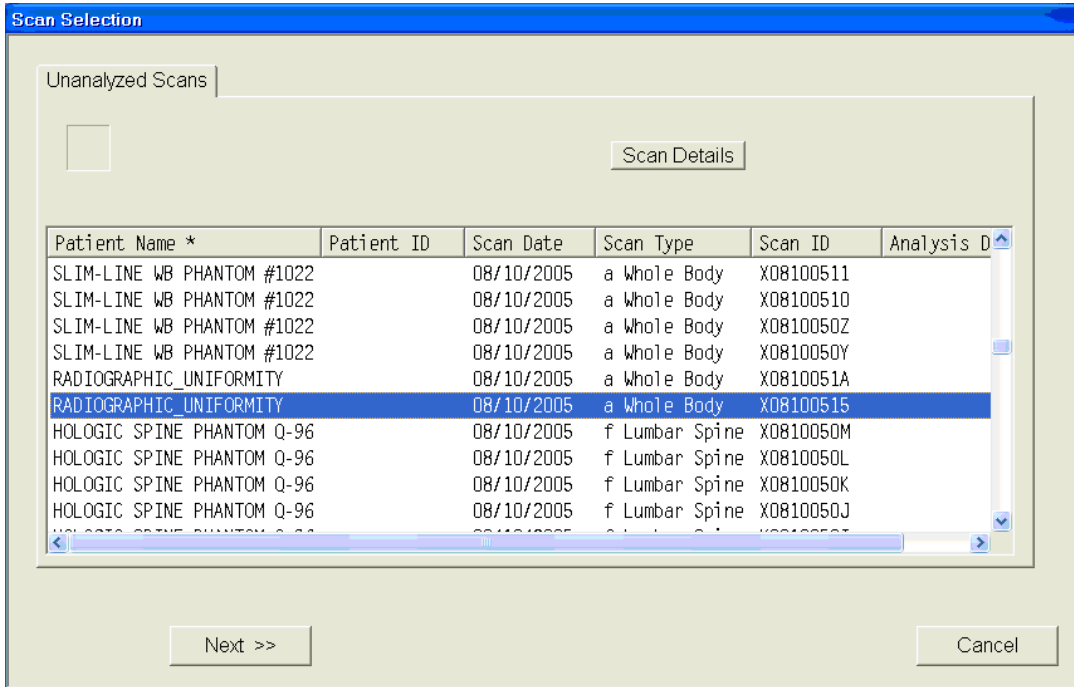 Scan Selection
Unanalyzed Scans
Scan Details
Patient Name * Patient ID Scan Date Scan Type Scan ID Analysis D
SLIM-LINE WB PHANTOM #1022 08/10/2005 a Whole Body X08100511
SLIM-LINE WB PHANTOM #1022 08/10/2005 a Whole Body X08100510
SLIM-LINE WB PHANTOM #1022 08/10/2005 a Whole Body X0810050Z
SLIM-LINE WB PHANTOM #1022 08/10/2005 a Whole Body X0810050Y
RADIOGRAPHIC_UNIFORMITY 08/10/2005 a Whole Body X0810051A
RADIOGRAPHIC_UNIFORMITY 08/10/2005 a Whole Body X08100515
HOLOGIC SPINE PHANTOM Q-96 08/10/2005 f Lumbar Spine X0810050M
HOLOGIC SPINE PHANTOM Q-96 08/10/2005 f Lumbar Spine X0810050L
HOLOGIC SPINE PHANTOM Q-96 08/10/2005 f Lumbar Spine X0810050K
HOLOGIC SPINE PHANTOM Q-96 08/10/2005 f Lumbar Spine X0810050J
Next >> Cancel